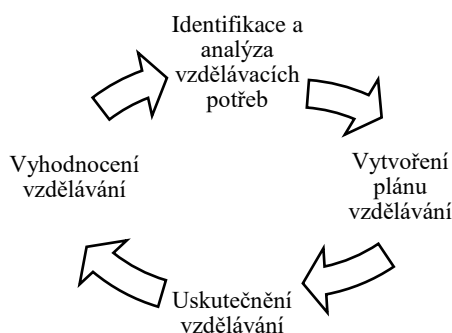 Identifikace a
analýza
vzdělávacích
potřeb
Vytvoření
plánu
vzdělávání
Uskutečnění
vzdělávání
Vyhodnocení
vzdělávání